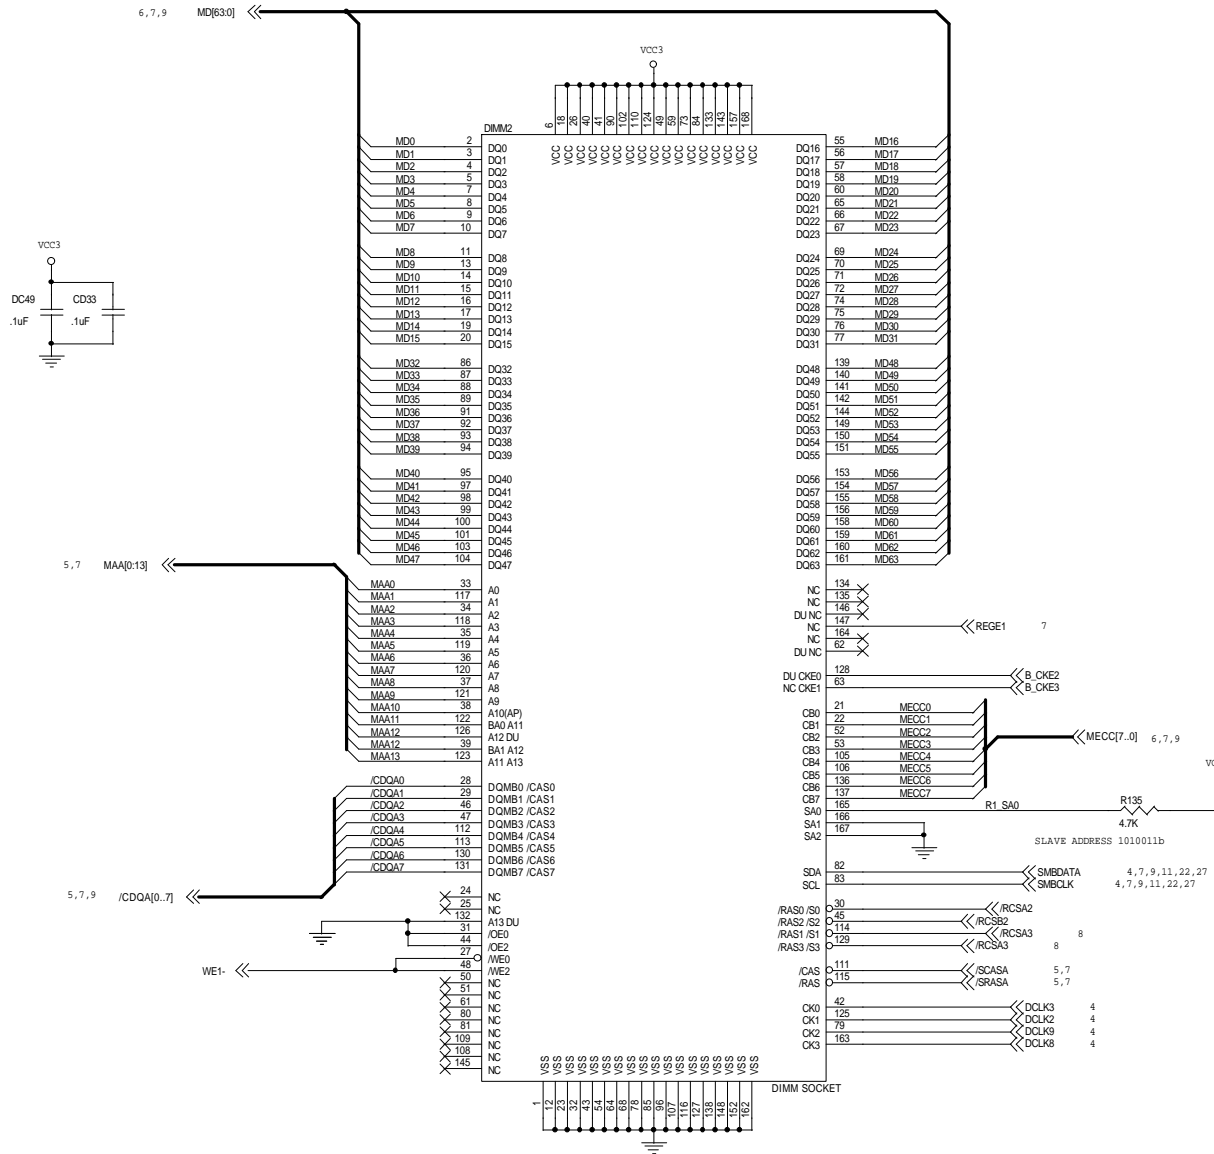 6,7,9 MD[63:0]
VCC3
DIMM2
6 18 26 40 41 90 102 110 124 49 59 73 84 133 143 157 168
VCC VCC VCC VCC VCC VCC VCC VCC VCC VCC VCC VCC VCC VCC VCC VCC VCC
MD0 2 DQ0 DQ16 55 MD16
MD1 3 DQ1 DQ17 56 MD17
MD2 4 DQ2 DQ18 57 MD18
MD3 5 DQ3 DQ19 58 MD19
MD4 7 DQ4 DQ20 60 MD20
MD5 8 DQ5 DQ21 65 MD21
MD6 9 DQ6 DQ22 66 MD22
MD7 10 DQ7 DQ23 67 MD23
VCC3
DC49 CD33
.1uF .1uF
MD8 11 DQ8 DQ24 69 MD24
MD9 13 DQ9 DQ25 70 MD25
MD10 14 DQ10 DQ26 71 MD26
MD11 15 DQ11 DQ27 72 MD27
MD12 16 DQ12 DQ28 74 MD28
MD13 17 DQ13 DQ29 75 MD29
MD14 19 DQ14 DQ30 76 MD30
MD15 20 DQ15 DQ31 77 MD31
MD32 86 DQ32 DQ48 139 MD48
MD33 87 DQ33 DQ49 140 MD49
MD34 88 DQ34 DQ50 141 MD50
MD35 89 DQ35 DQ51 142 MD51
MD36 91 DQ36 DQ52 144 MD52
MD37 92 DQ37 DQ53 149 MD53
MD38 93 DQ38 DQ54 150 MD54
MD39 94 DQ39 DQ55 151 MD55
MD40 95 DQ40 DQ56 153 MD56
MD41 97 DQ41 DQ57 154 MD57
MD42 98 DQ42 DQ58 155 MD58
MD43 99 DQ43 DQ59 156 MD59
MD44 100 DQ44 DQ60 158 MD60
MD45 101 DQ45 DQ61 159 MD61
MD46 103 DQ46 DQ62 160 MD62
MD47 104 DQ47 DQ63 161 MD63
5,7 MAA[0:13]
MAA0 33 A0 NC 134
MAA1 117 A1 NC 135
MAA2 34 A2 DU NC 146
MAA3 118 A3 NC 147 REGE1 7
MAA4 35 A4 NC 164
MAA5 119 A5 DU NC 62
MAA6 36 A6
MAA7 120 A7 DU CKE0 128 B_CKE2
MAA8 37 A8 NC CKE1 63 B_CKE3
MAA9 121 A9
MAA10 38 A10(AP) CB0 21 MECC0
MAA11 122 BA0 A11 CB1 22 MECC1
MAA12 126 A12 DU CB2 52 MECC2
MAA12 39 BA1 A12 CB3 53 MECC3
MAA13 123 A11 A13 CB4 105 MECC4
CB5 106 MECC5
CB6 136 MECC6
CB7 137 MECC7
MECC[7..0] 6,7,9
VC
/CDQA0 28 DQMB0 /CAS0
/CDQA1 29 DQMB1 /CAS1
/CDQA2 46 DQMB2 /CAS2
/CDQA3 47 DQMB3 /CAS3
/CDQA4 112 DQMB4 /CAS4
/CDQA5 113 DQMB5 /CAS5
/CDQA6 130 DQMB6 /CAS6
/CDQA7 131 DQMB7 /CAS7
SA0 165 R1_SA0 R135
SA1 166 4.7K
SA2 167
SLAVE ADDRESS 1010011b
SDA 82 SMBDATA 4,7,9,11,22,27
SCL 83 SMBCLK 4,7,9,11,22,27
5,7,9 /CDQA[0..7]
24 NC
25 NC
132 A13 DU
31 /OE0
44 /OE2
27 /WE0
WE1- 48 /WE2
50 NC
51 NC
61 NC
80 NC
81 NC
109 NC
108 NC
145 NC
/RAS0 /S0 30 /RCSA2
/RAS2 /S2 45 /RCSB2
/RAS1 /S1 114 /RCSA3 8
/RAS3 /S3 129 /RCSA3 8
/CAS 111 /SCASA 5,7
/RAS 115 /SRASA 5,7
CK0 42 DCLK3 4
CK1 125 DCLK2 4
CK2 79 DCLK9 4
CK3 163 DCLK8 4
VSS VSS VSS VSS VSS VSS VSS VSS VSS VSS VSS VSS VSS VSS VSS VSS VSS VSS
DIMM SOCKET
1 12 23 32 43 54 64 68 78 85 96 107 116 127 138 148 152 162